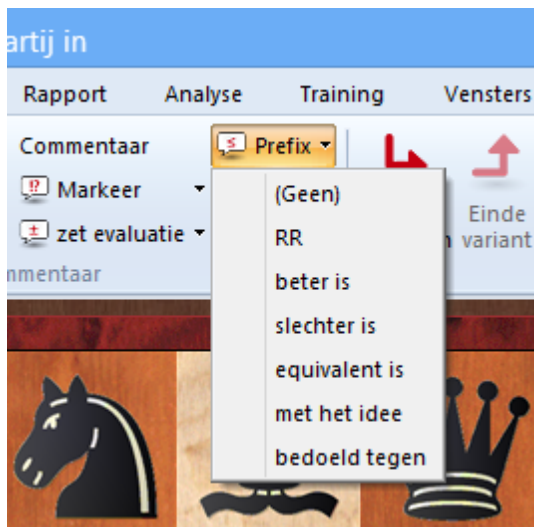 artij in
Rapport Analyse Training Vensters
Commentaar Prefix
Markeer
zet evaluatie
Einde
variant
mmentaar
(Geen)
RR
beter is
slechter is
equivalent is
met het idee
bedoeld tegen